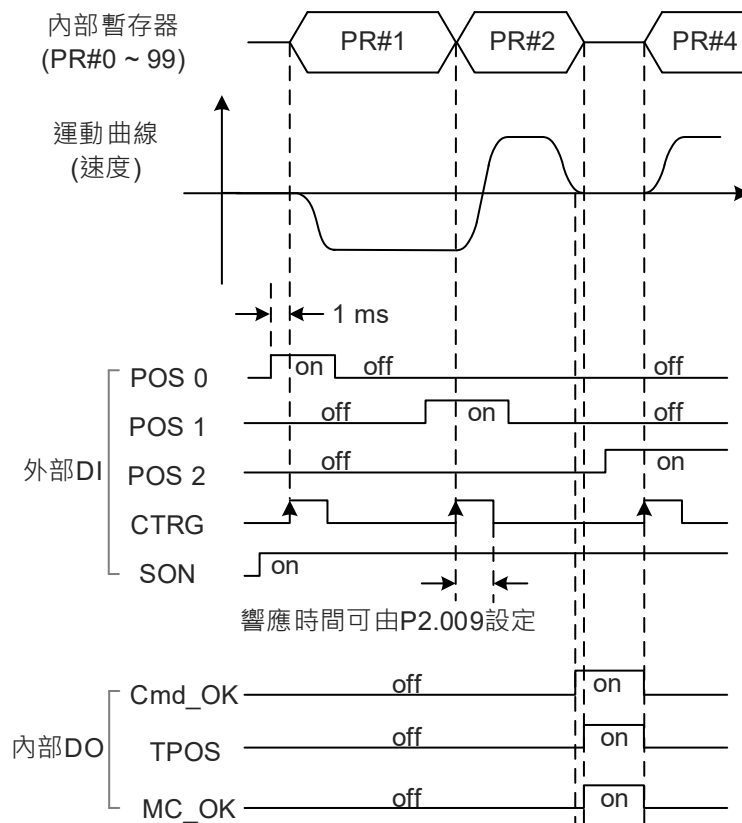 內部暫存器
(PR#0 ~ 99)
PR#1
PR#2
PR#4
運動曲線
(速度)
1 ms
外部DI
POS 0
on
off
off
POS 1
off
on
off
POS 2
off
on
CTRG
SON
on
響應時間可由P2.009設定
內部DO
Cmd_OK
off
on
TPOS
off
on
MC_OK
off
on